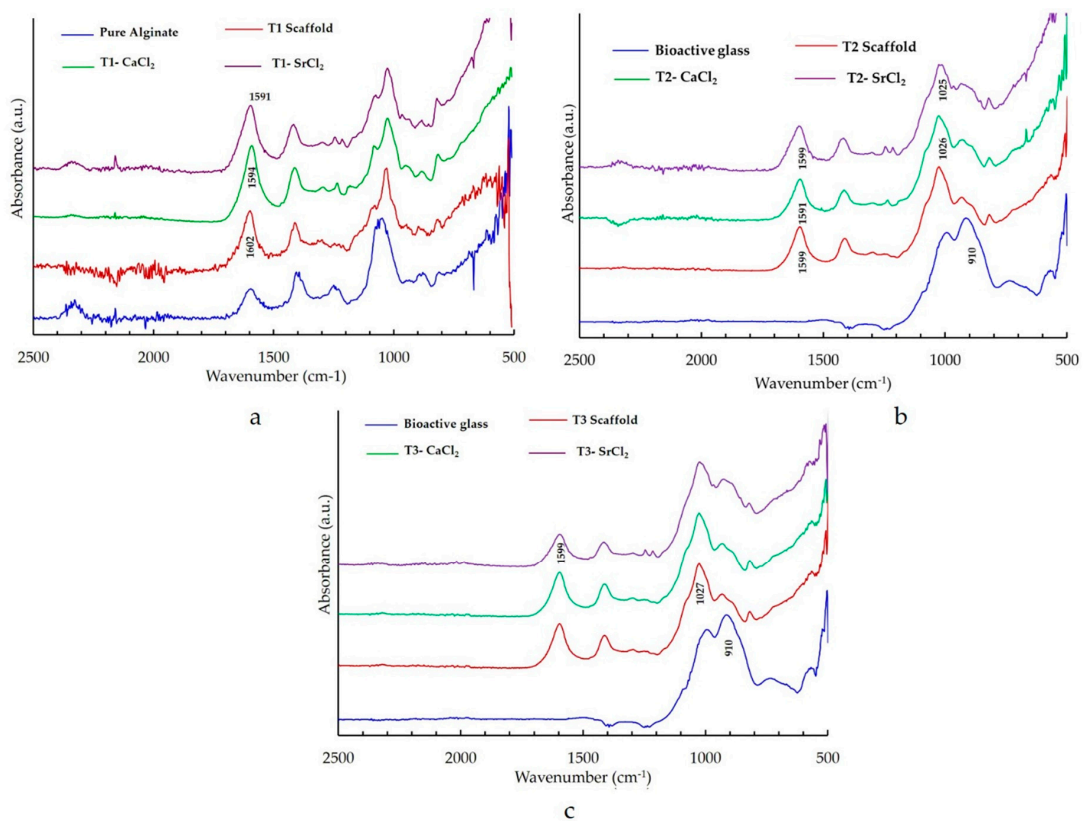 Pure Alginate
T1 Scaffold
T1- CaCl₂
T1- SrCl₂
Absorbance (a.u.)
1591
1594
1602
2500 2000 1500 1000 500
Wavenumber (cm-1)
a
Bioactive glass
T2 Scaffold
T2- CaCl₂
T2- SrCl₂
Absorbance (a.u.)
1025
1599
1026
1591
1599
910
2500 2000 1500 1000 500
Wavenumber (cm⁻¹)
b
Bioactive glass
T3 Scaffold
T3- CaCl₂
T3- SrCl₂
Absorbance (a.u.)
1599
1027
910
2500 2000 1500 1000 500
Wavenumber (cm⁻¹)
c